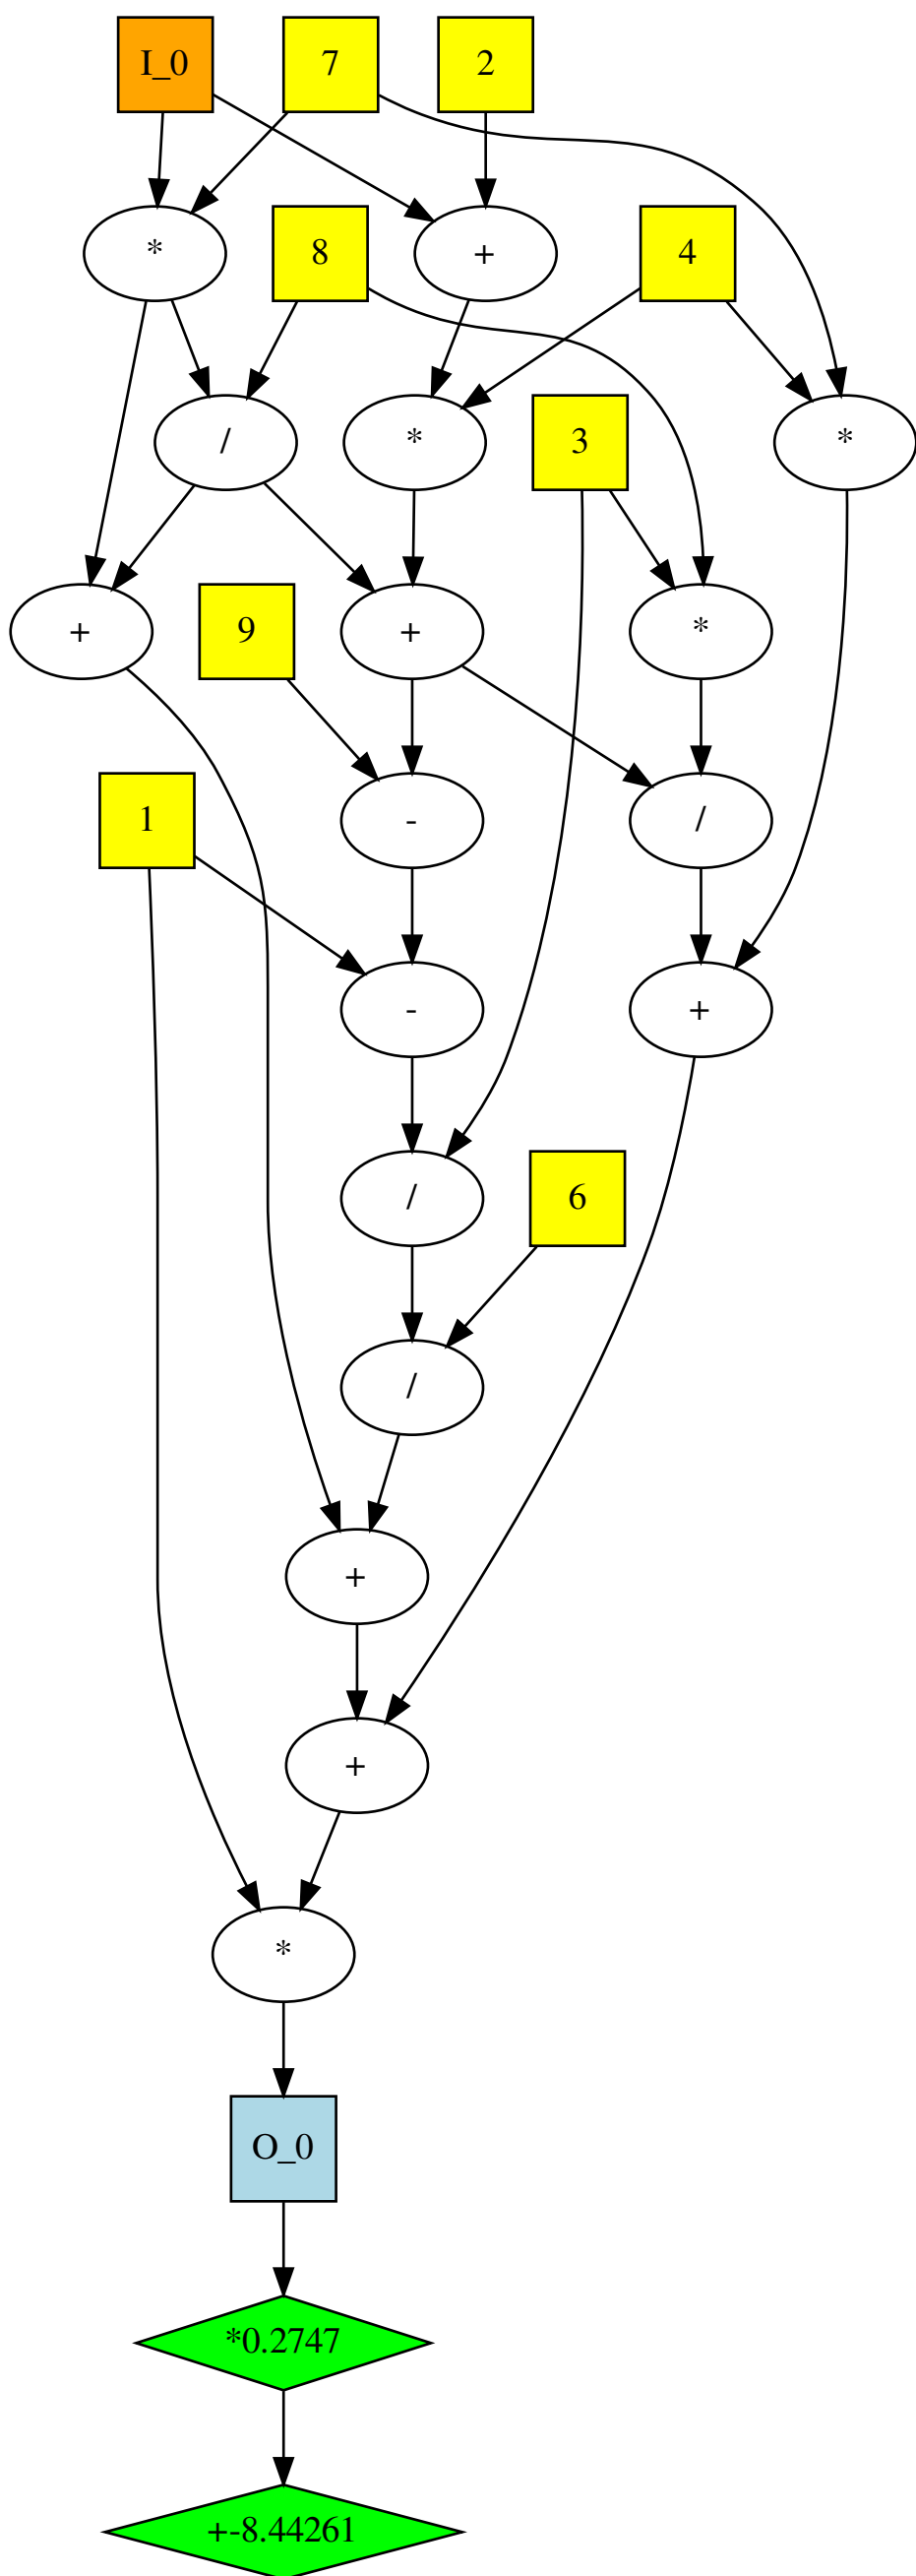 I_0 7 2
* 8 + 4
/ * 3 *
+ 9 + *
1 - /
- +
/ 6
/
+
+
*
O_0
*0.2747
+-8.44261